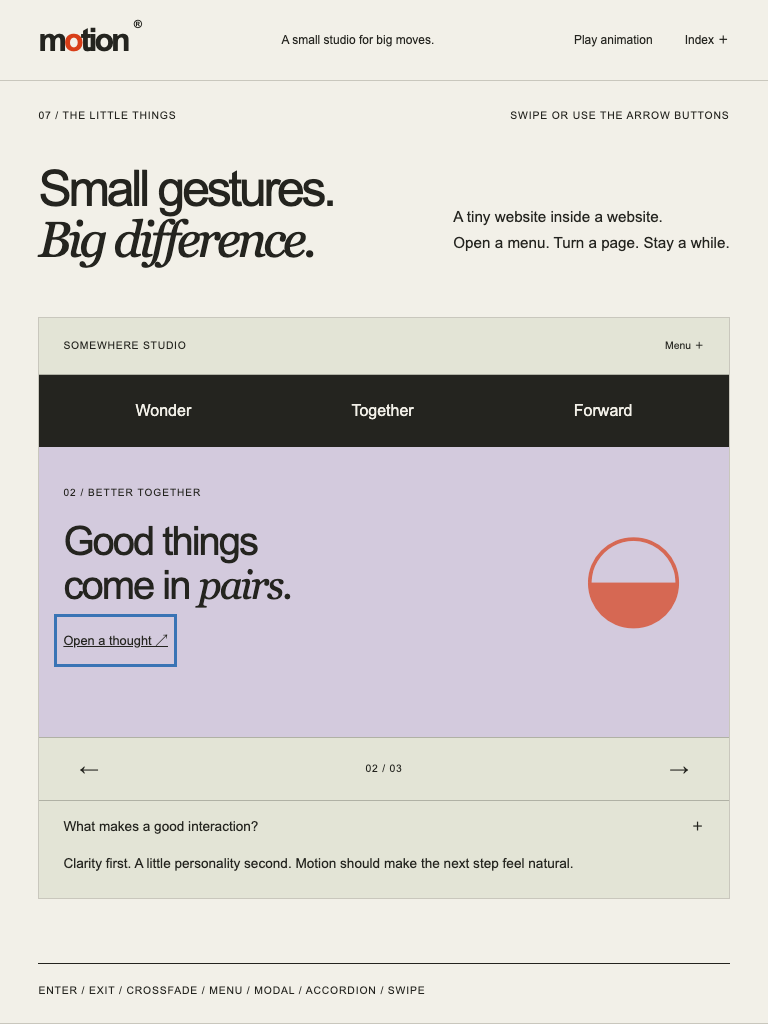 motion ®
A small studio for big moves.
Play animation
Index +
07 / THE LITTLE THINGS
SWIPE OR USE THE ARROW BUTTONS
Small gestures.
Big difference.
A tiny website inside a website.
Open a menu. Turn a page. Stay a while.
SOMEWHERE STUDIO
Menu +
Wonder
Together
Forward
02 / BETTER TOGETHER
Good things
come in pairs.
Open a thought ↗
←
02 / 03
→
What makes a good interaction?
+
Clarity first. A little personality second. Motion should make the next step feel natural.
ENTER / EXIT / CROSSFADE / MENU / MODAL / ACCORDION / SWIPE